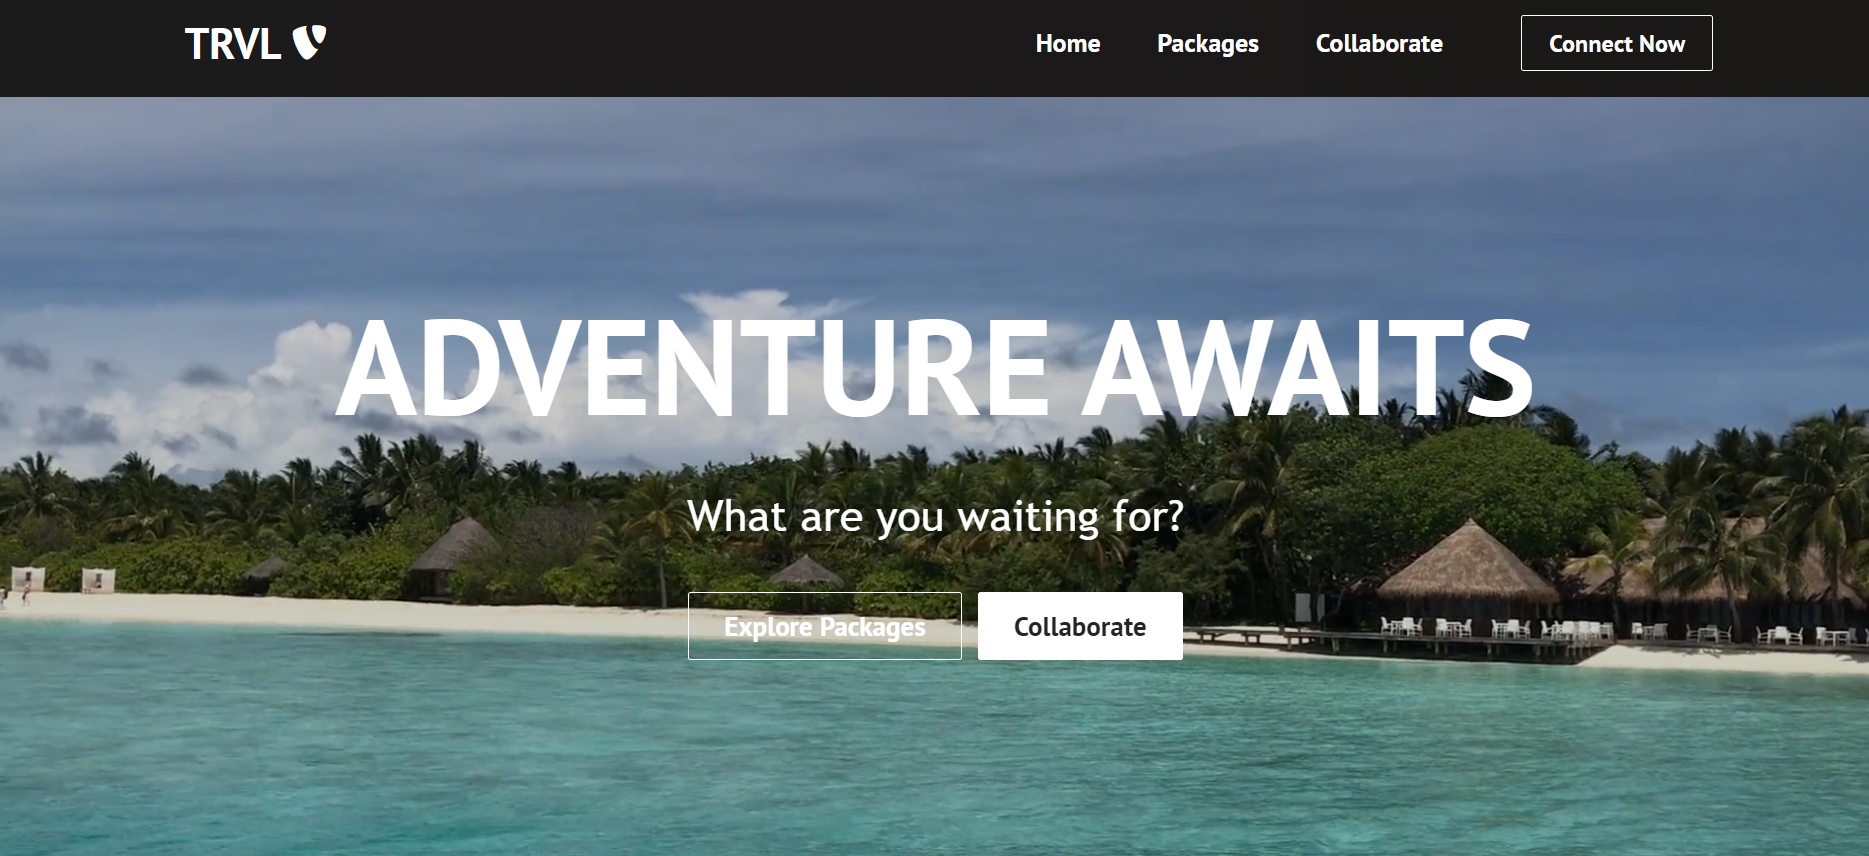 TRVL
Home Packages Collaborate Connect Now
ADVENTURE AWAITS
What are you waiting for?
Explore Packages Collaborate